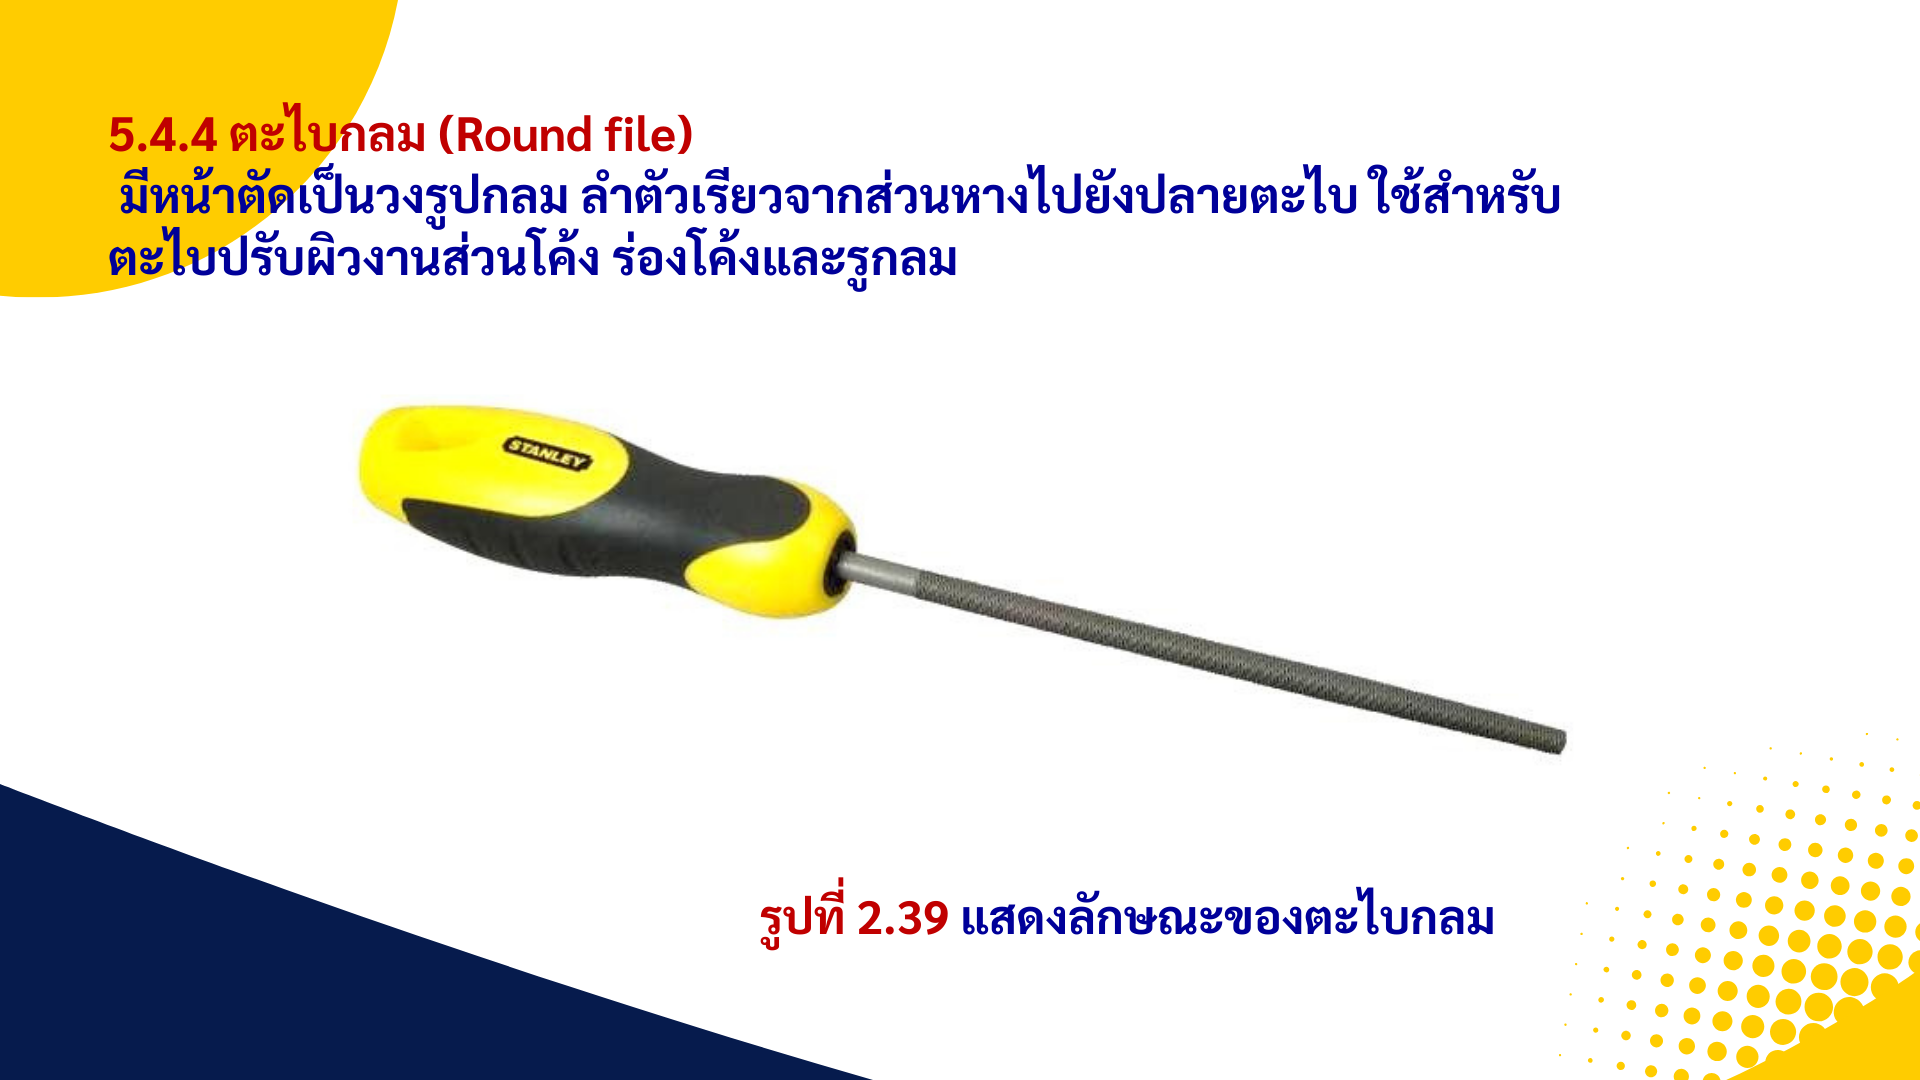 5.4.4 ตะไบกลม (Round file)
มีหน้าตัดเป็นวงรูปกลม ลำตัวเรียวจากส่วนหางไปยังปลายตะไบ ใช้สำหรับ
ตะไบปรับผิวงานส่วนโค้ง ร่องโค้งและรูกลม
STANLEY
รูปที่ 2.39 แสดงลักษณะของตะไบกลม